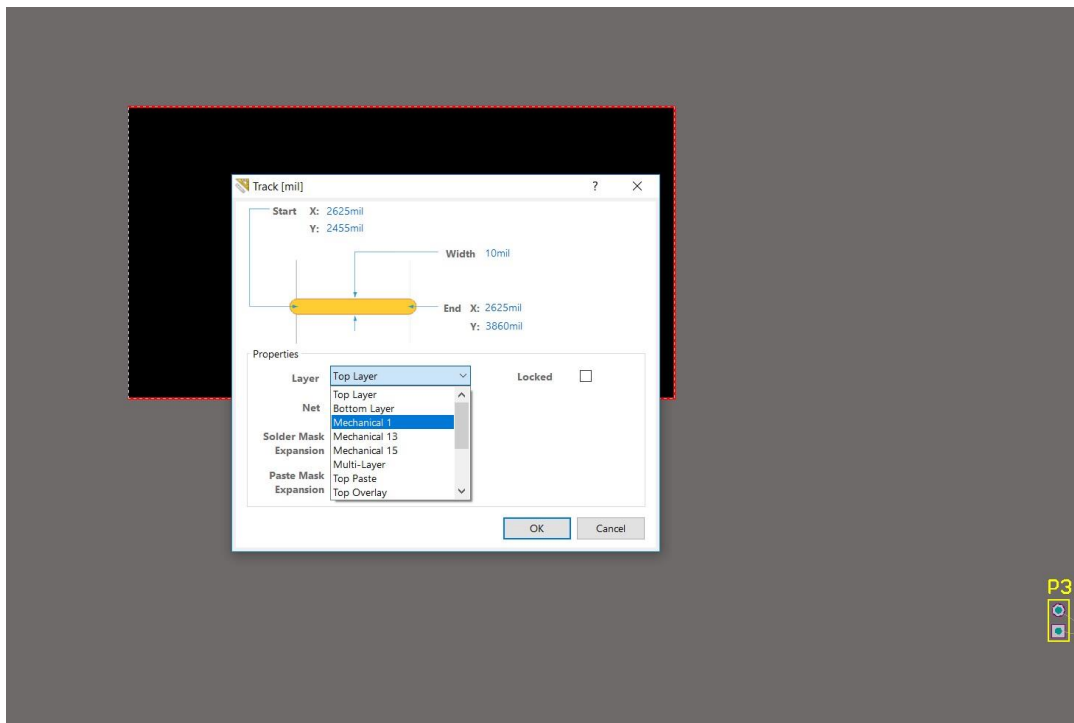 Track [mil]
?
Start X: 2625mil
Y: 2455mil
Width 10mil
End X: 2625mil
Y: 3860mil
Properties
Layer Top Layer
Locked
Top Layer
Net Bottom Layer
Mechanical 1
Solder Mask Mechanical 13
Expansion Mechanical 15
Multi-Layer
Paste Mask Top Paste
Expansion Top Overlay
OK Cancel
P3